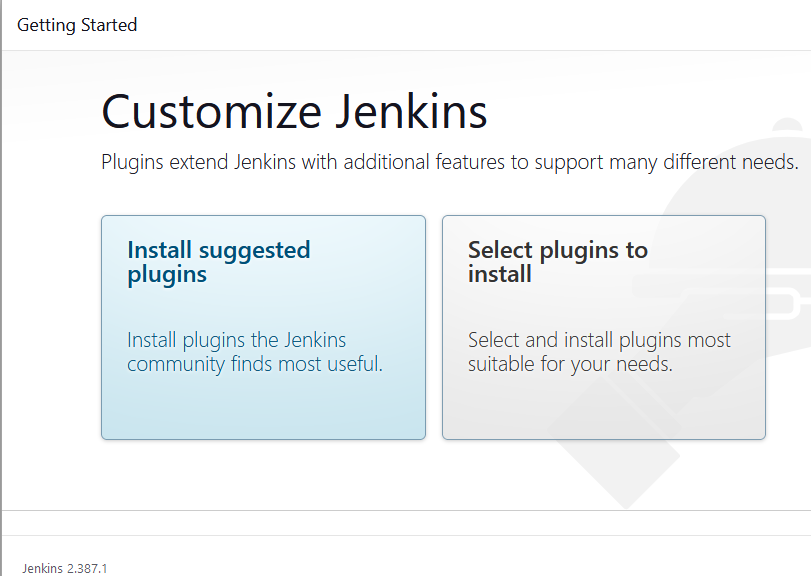 Getting Started
Customize Jenkins
Plugins extend Jenkins with additional features to support many different needs.
Install suggested
plugins
Install plugins the Jenkins
community finds most useful.
Select plugins to
install
Select and install plugins most
suitable for your needs.
Jenkins 2.387.1